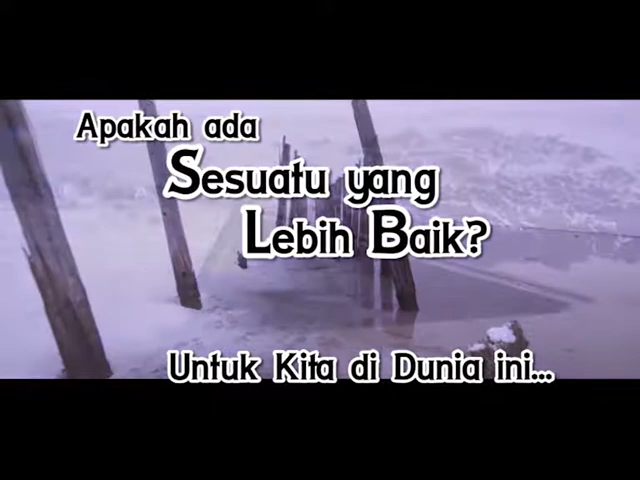 Apakah ada
Sesuatu yang
Lebih Baik?
Untuk Kita di Dunia ini...